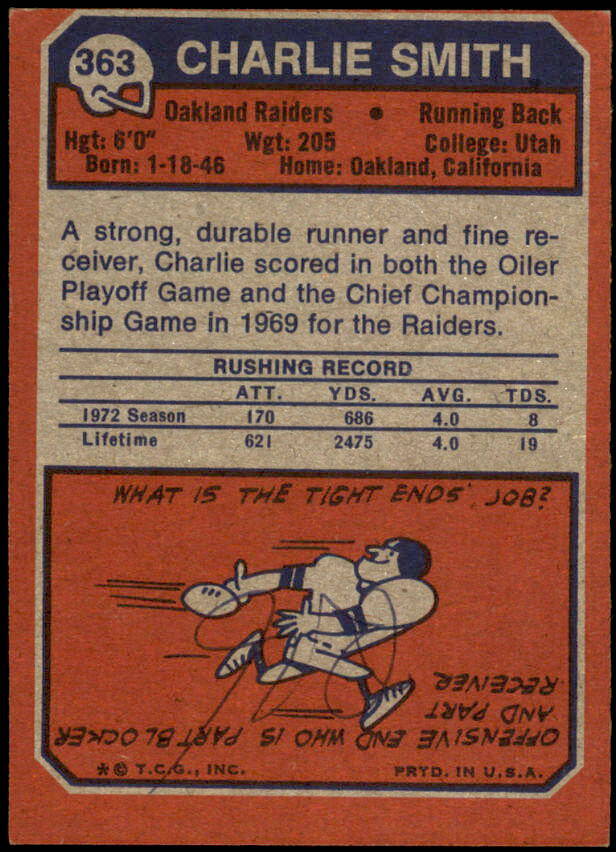 363
CHARLIE SMITH
Oakland Raiders • Running Back
Hgt: 6'0" Wgt: 205 College: Utah
Born: 1-18-46 Home: Oakland, California
A strong, durable runner and fine re-
ceiver, Charlie scored in both the Oiler
Playoff Game and the Chief Champion-
ship Game in 1969 for the Raiders.
RUSHING RECORD
ATT. YDS. AVG. TDS.
1972 Season 170 686 4.0 8
Lifetime 621 2475 4.0 19
WHAT IS THE TIGHT ENDS' JOB?
OFFENSIVE END WHO IS PART BLOCKER
AND PART
RECEIVER
*© T.C.G., INC. PRTD. IN U.S.A.